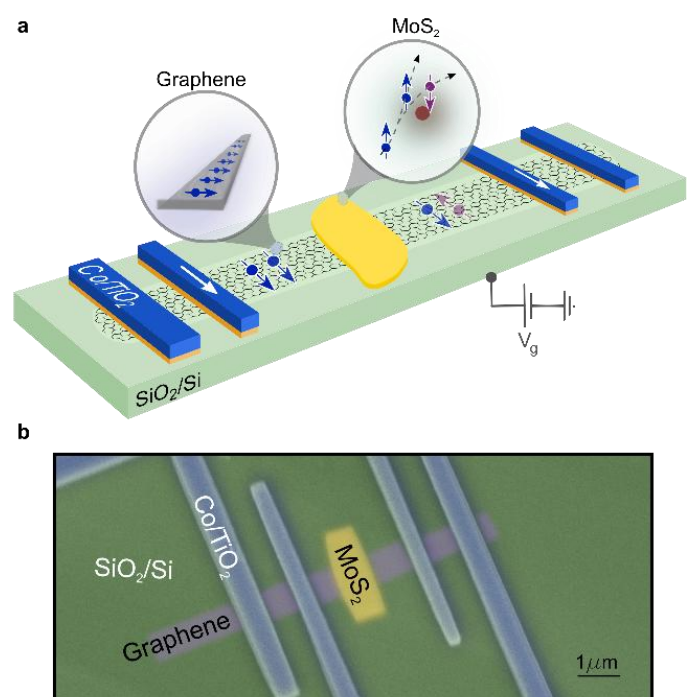 a
MoS₂
Graphene
Co/TiO₂
SiO₂/Si
Vg
b
Co/TiO₂
SiO₂/Si
MoS₂
Graphene
1μm